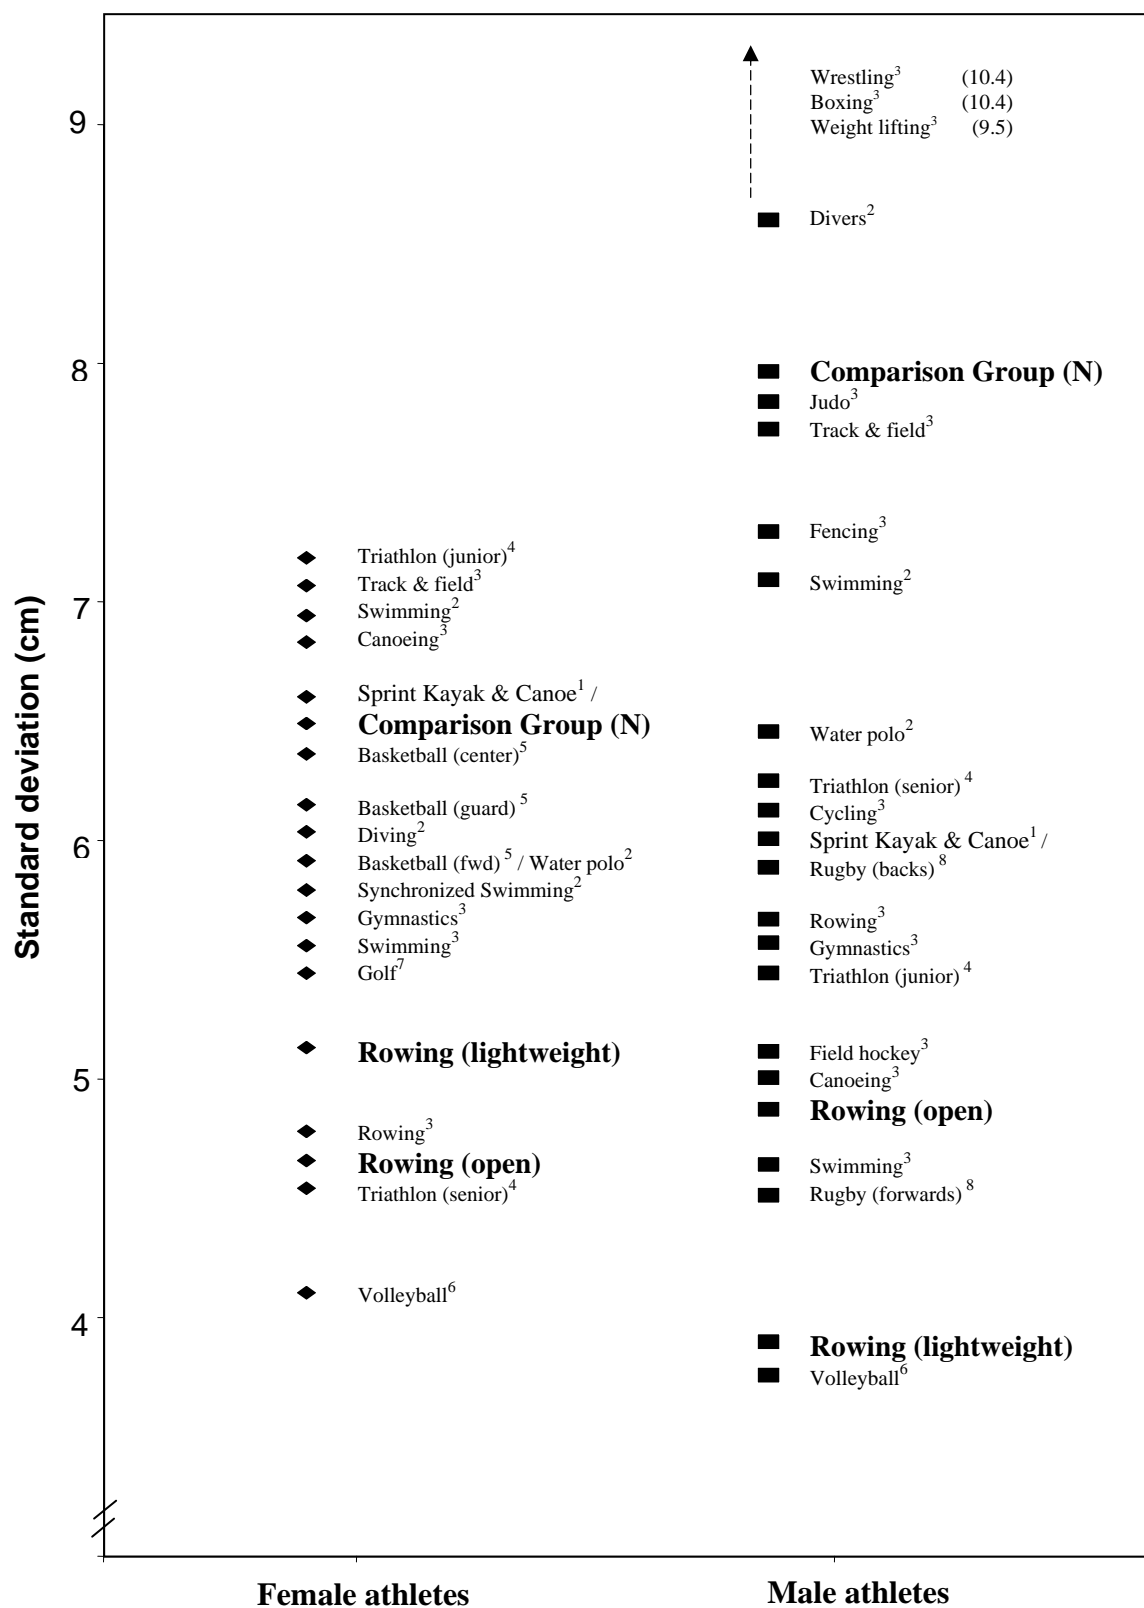 Standard deviation (cm)
9
8
7
6
5
4
Triathlon (junior)4
Track & field3
Swimming2
Canoeing3
Sprint Kayak & Canoe1 /
Comparison Group (N)
Basketball (center)5
Basketball (guard) 5
Diving2
Basketball (fwd) 5 / Water polo2
Synchronized Swimming2
Gymnastics3
Swimming3
Golf7
Rowing (lightweight)
Rowing3
Rowing (open)
Triathlon (senior)4
Volleyball6
Wrestling3 (10.4)
Boxing3 (10.4)
Weight lifting3 (9.5)
Divers2
Comparison Group (N)
Judo3
Track & field3
Fencing3
Swimming2
Water polo2
Triathlon (senior) 4
Cycling3
Sprint Kayak & Canoe1 /
Rugby (backs) 8
Rowing3
Gymnastics3
Triathlon (junior) 4
Field hockey3
Canoeing3
Rowing (open)
Swimming3
Rugby (forwards) 8
Rowing (lightweight)
Volleyball6
Female athletes
Male athletes